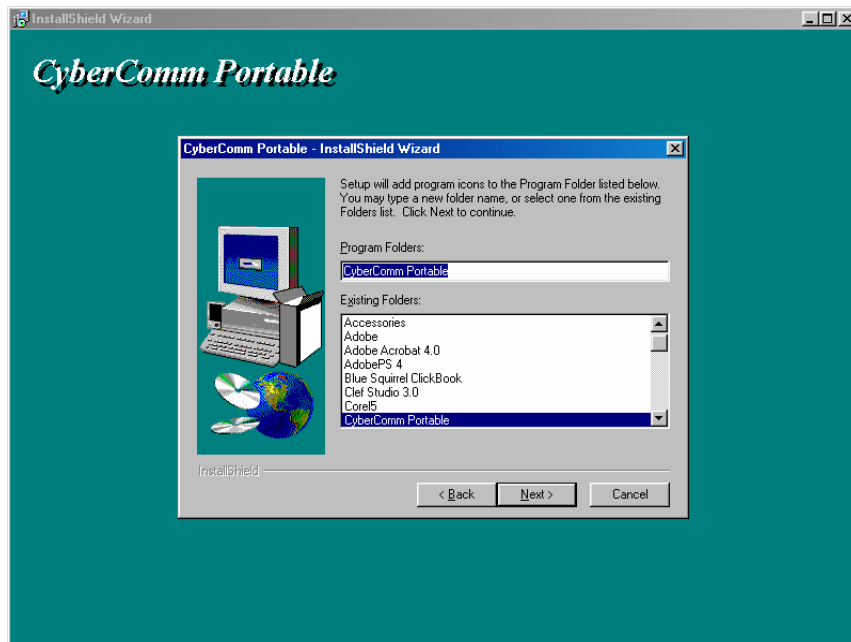 InstallShield Wizard
CyberComm Portable
CyberComm Portable - InstallShield Wizard
Setup will add program icons to the Program Folder listed below.
You may type a new folder name, or select one from the existing
Folders list. Click Next to continue.
Program Folders:
CyberComm Portable
Existing Folders:
Accessories
Adobe
Adobe Acrobat 4.0
AdobePS 4
Blue Squirrel ClickBook
Clef Studio 3.0
Corel5
CyberComm Portable
InstallShield
< Back
Next >
Cancel